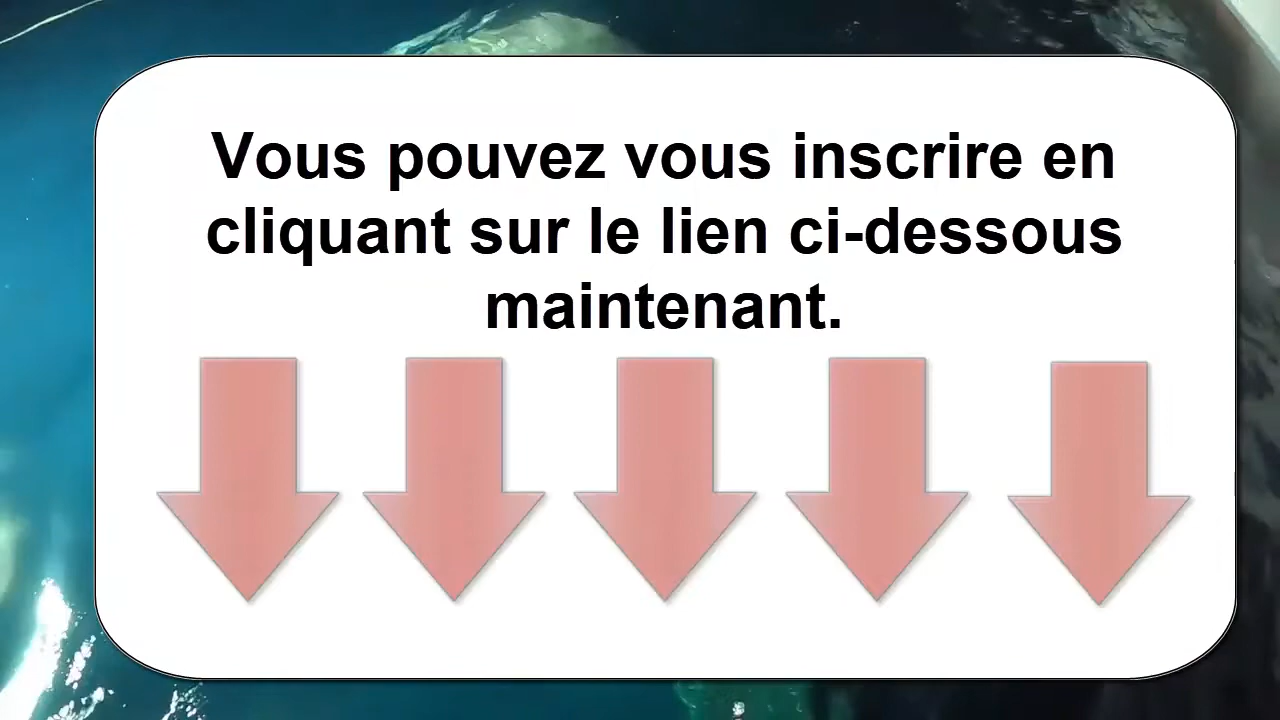 Vous pouvez vous inscrire en
cliquant sur le lien ci-dessous
maintenant.